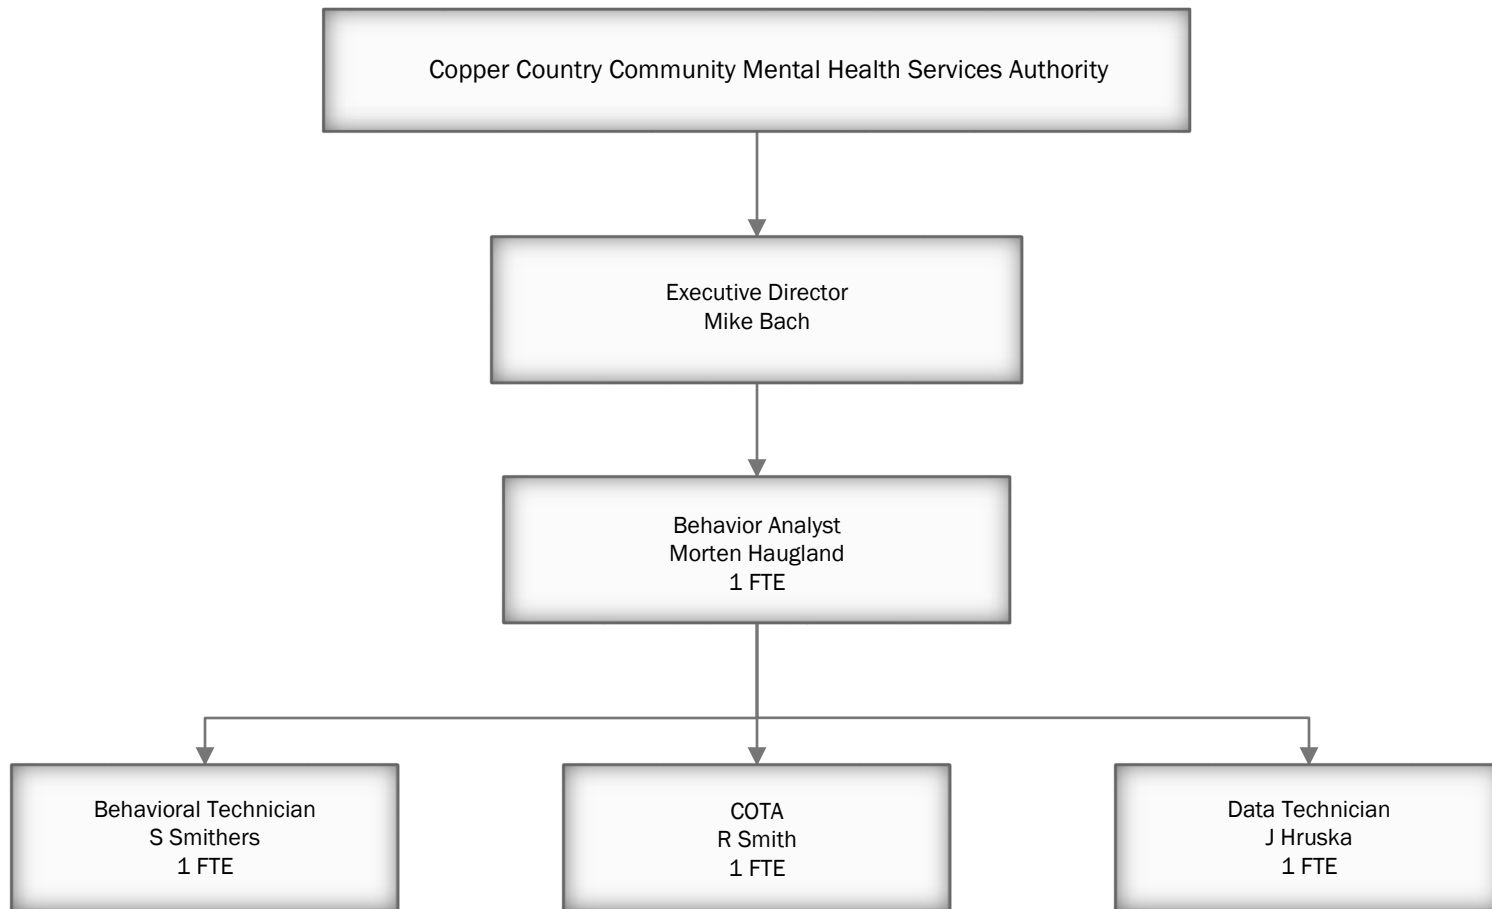 Copper Country Community Mental Health Services Authority
Executive Director
Mike Bach
Behavior Analyst
Morten Haugland
1 FTE
Behavioral Technician
S Smithers
1 FTE
COTA
R Smith
1 FTE
Data Technician
J Hruska
1 FTE